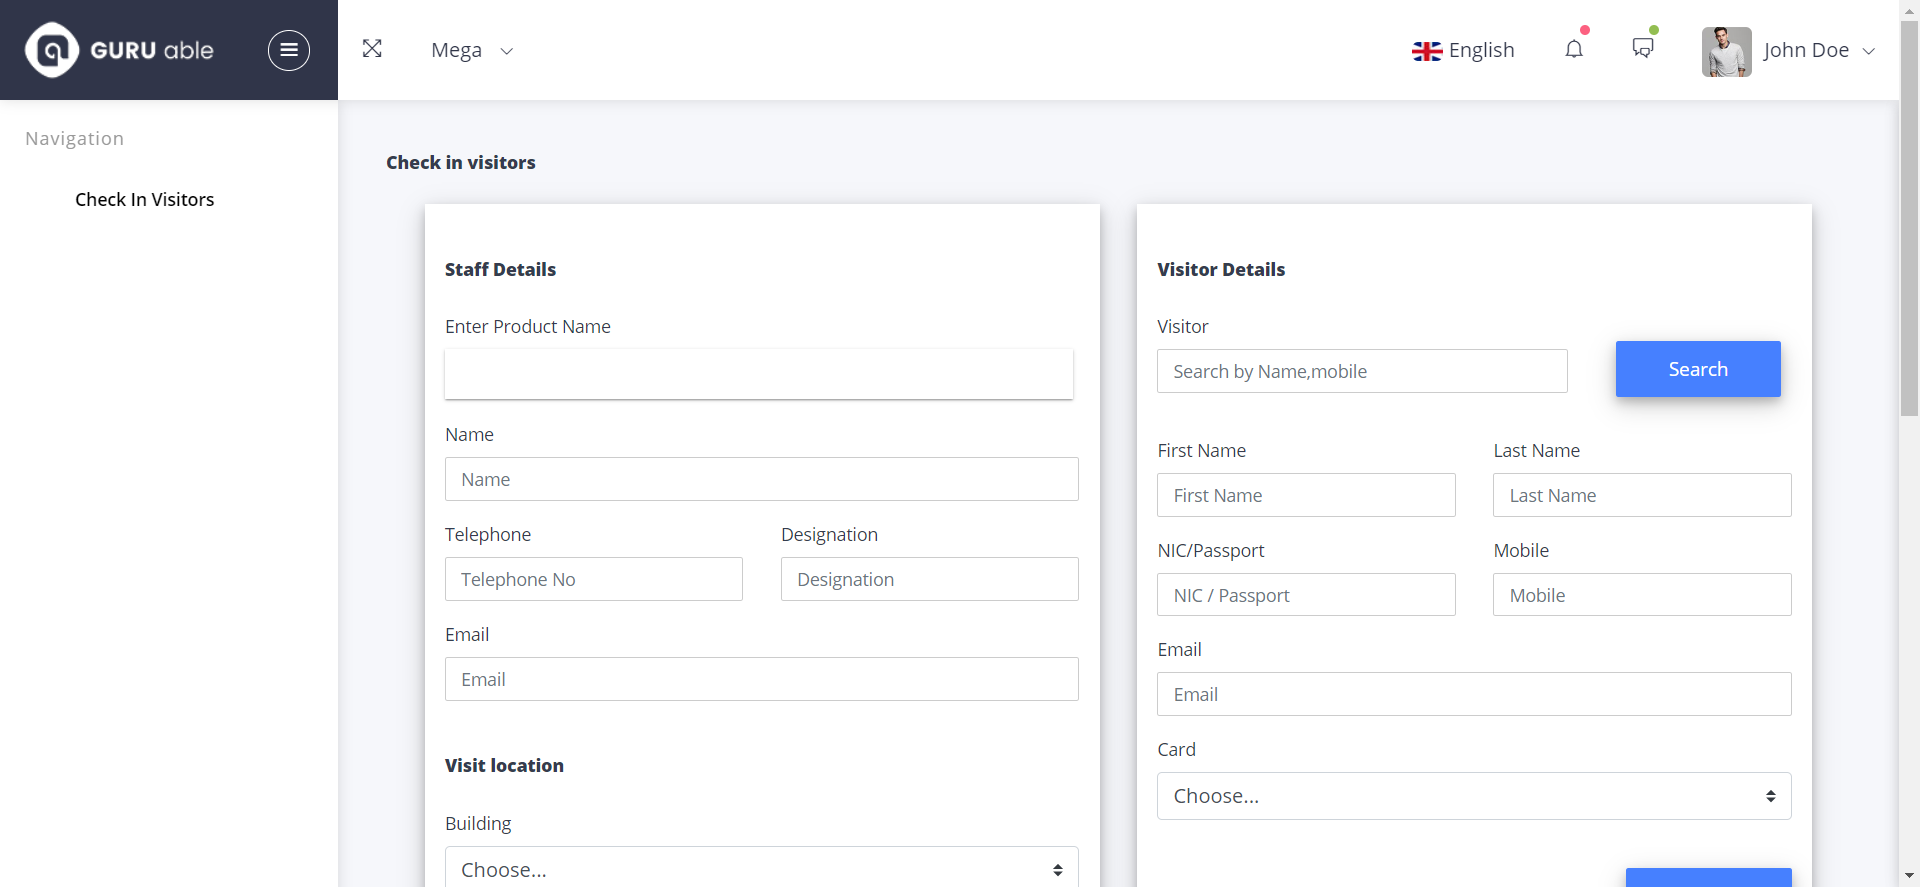 GURU able
Mega
English
John Doe
Navigation
Check In Visitors
Check in visitors
Staff Details
Enter Product Name
Name
Name
Telephone
Designation
Telephone No
Designation
Email
Email
Visit location
Building
Choose...
Visitor Details
Visitor
Search by Name,mobile
Search
First Name
Last Name
First Name
Last Name
NIC/Passport
Mobile
NIC / Passport
Mobile
Email
Email
Card
Choose...